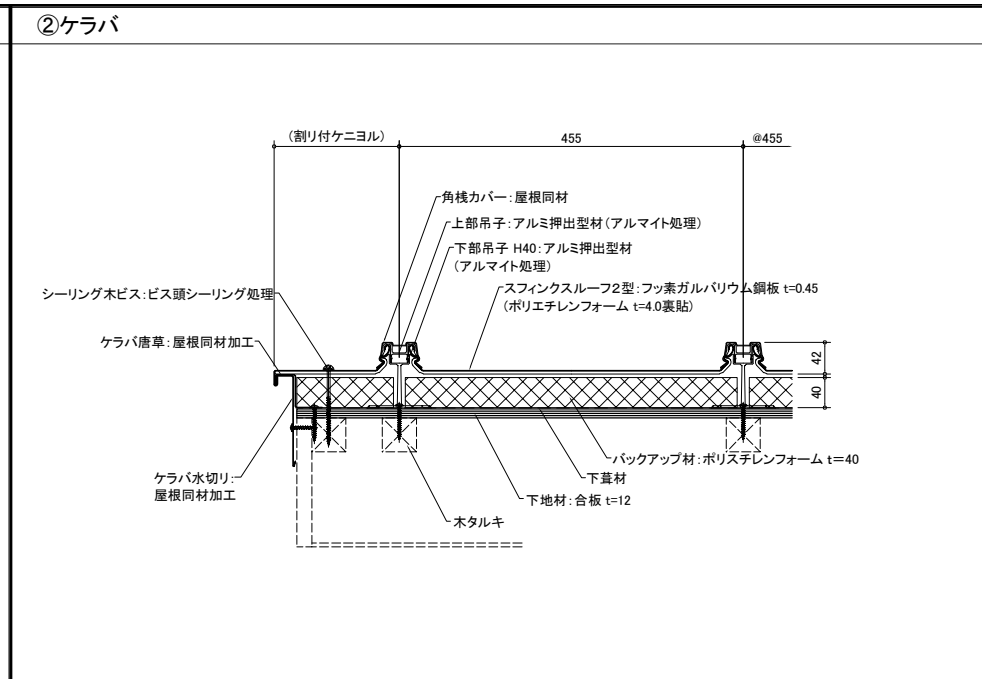 ②ケラバ
(割り付ケニヨル)
455
@455
角桟カバー:屋根同材
上部吊子:アルミ押出型材(アルマイト処理)
下部吊子 H40:アルミ押出型材
(アルマイト処理)
シーリング木ビス:ビス頭シーリング処理
スフィンクスルーフ2型:フッ素ガルバリウム鋼板 t=0.45
(ポリエチレンフォーム t=4.0裏貼)
ケラバ唐草:屋根同材加工
42
40
バックアップ材:ポリスチレンフォーム t=40
ケラバ水切り:
屋根同材加工
下葺材
下地材:合板 t=12
木タルキ